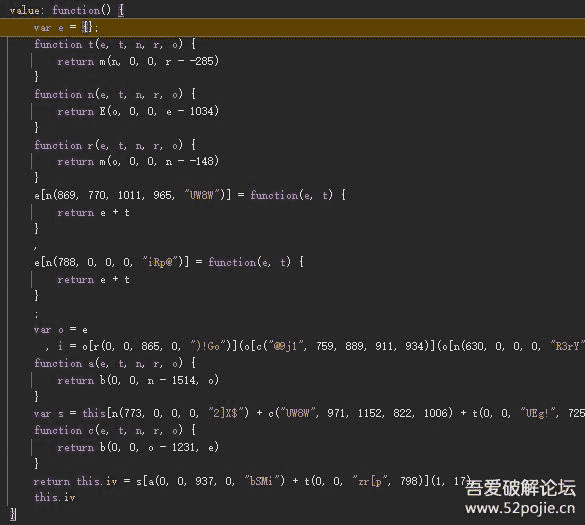 value: function() {
var e = {};
function t(e, t, n, r, o) {
return m(n, 0, 0, r - -285)
}
function n(e, t, n, r, o) {
return E(o, 0, 0, e - 1034)
}
function r(e, t, n, r, o) {
return m(o, 0, 0, n - -148)
}
e[n(869, 770, 1011, 965, "UW8W")] = function(e, t) {
return e + t
}
,
e[n(788, 0, 0, 0, "iRp@")] = function(e, t) {
return e + t
}
;
var o = e
, i = o[r(0, 0, 865, 0, ")!Go")](o[c("@9j1", 759, 889, 911, 934)](o[n(630, 0, 0, 0, "R3rY"
function a(e, t, n, r, o) {
return b(0, 0, n - 1514, o)
}
var s = this[n(773, 0, 0, 0, "2]X$") + c("UW8W", 971, 1152, 822, 1006) + t(0, 0, "UEg!", 725
function c(e, t, n, r, o) {
return b(0, 0, o - 1231, e)
}
return this.iv = s[a(0, 0, 937, 0, "bSMi") + t(0, 0, "zr[p", 798)](1, 17),
this.iv
}
吾爱破解论坛
www.52pojie.cn